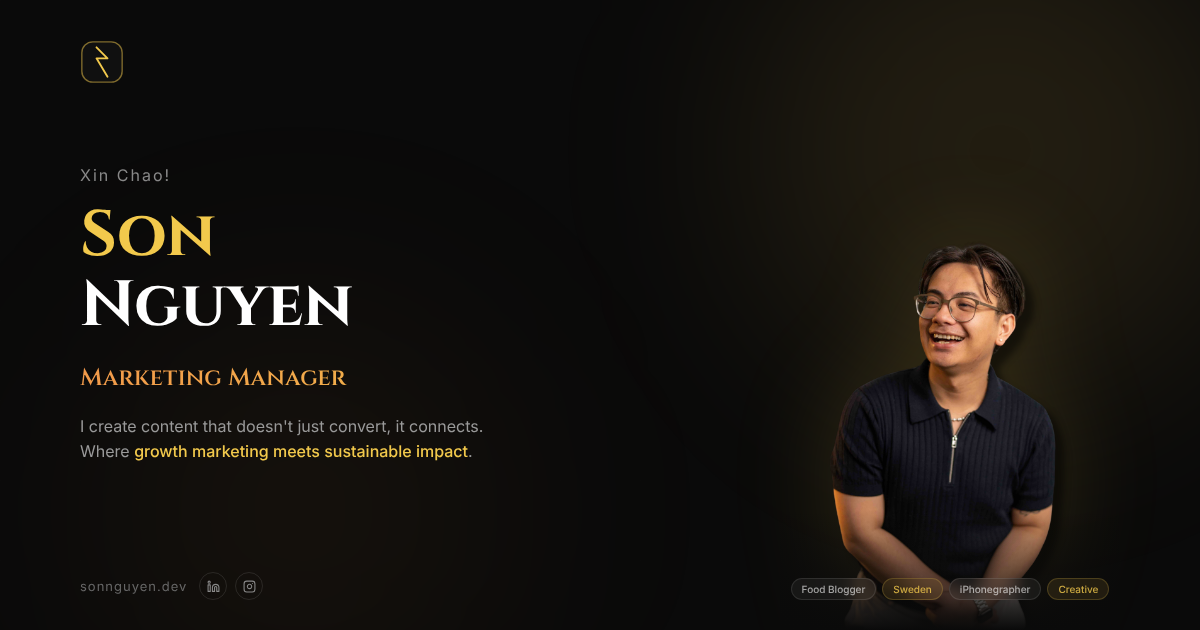 Xin Chao!
Son
Nguyen
Marketing Manager
I create content that doesn't just convert, it connects.
Where growth marketing meets sustainable impact.
sonnguyen.dev
in
Food Blogger
Sweden
iPhonegrapher
Creative